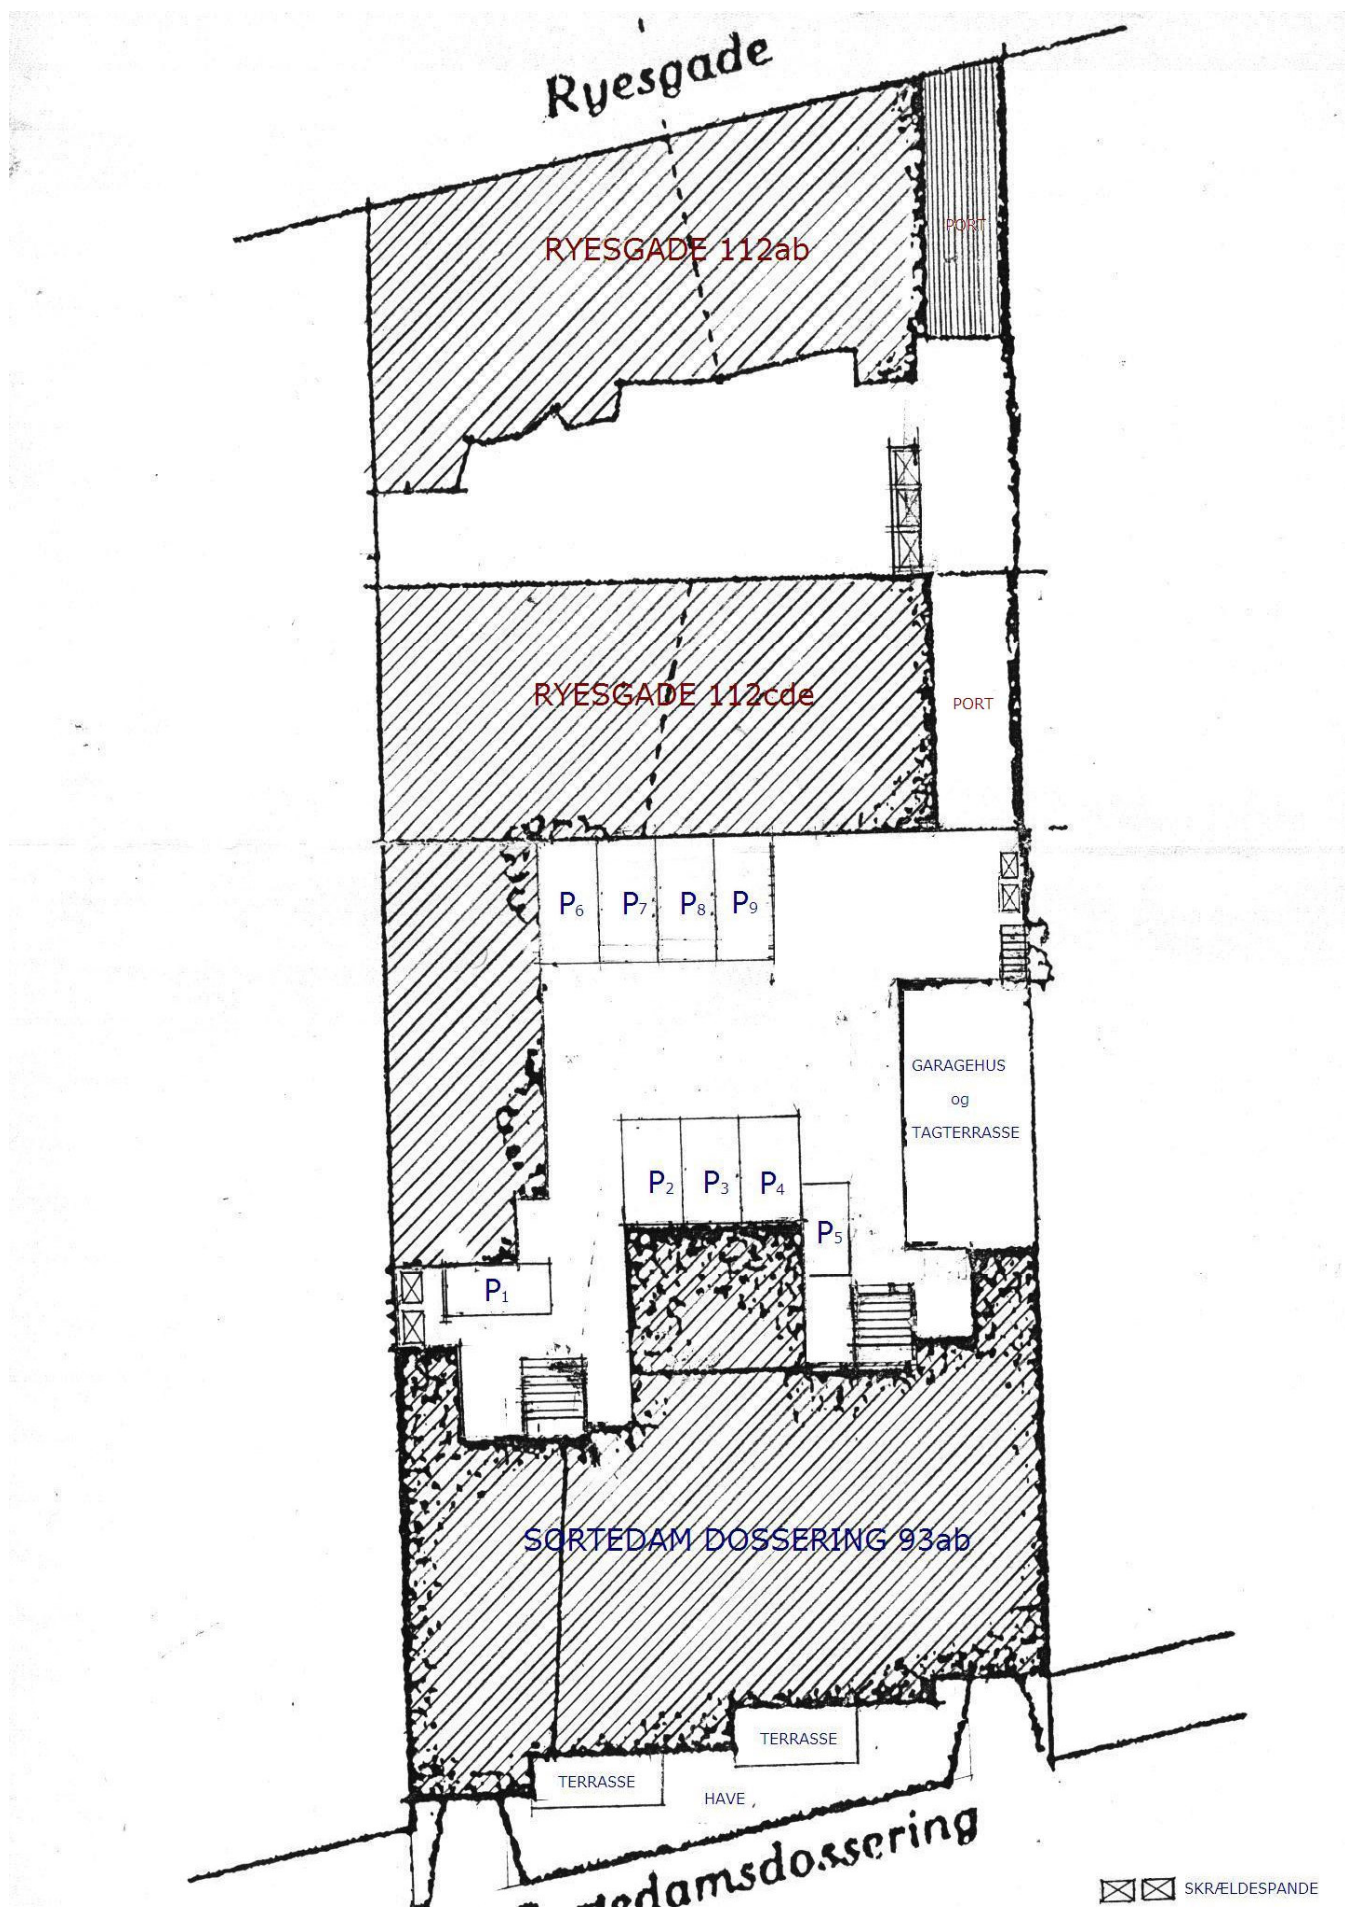 Ryesgade
PORT
RYESGADE 112ab
RYESGADE 112cde
PORT
P6 P7 P8 P9
GARAGEHUS
og
TAGTERRASSE
P2 P3 P4
P5
P1
SORTEDAM DOSSERING 93ab
TERRASSE
TERRASSE
HAVE
edamsdossering
SKRÆLDESPANDE